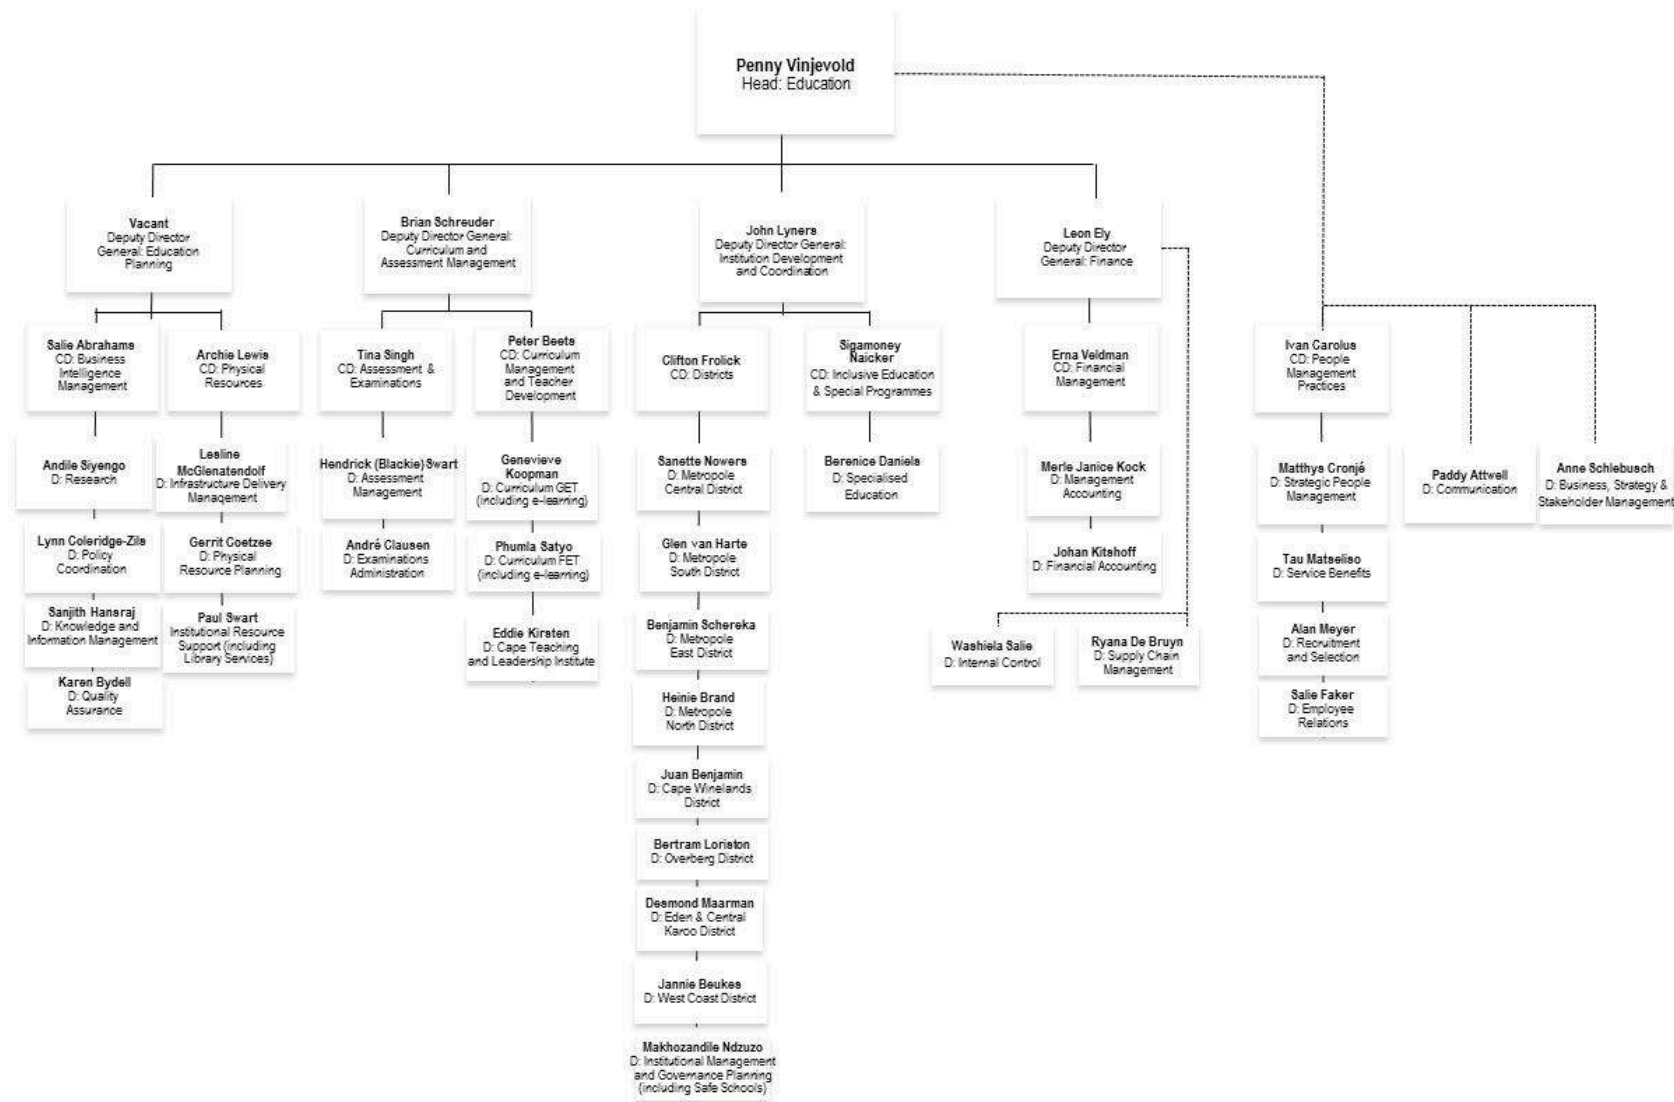 Penny Vinjevold
Head: Education
Vacant
Deputy Director
General: Education
Planning
Brian Schreuder
Deputy Director General:
Curriculum and
Assessment Management
John Lyners
Deputy Director General:
Institution Development
and Coordination
Leon Ely
Deputy Director
General: Finance
Salie Abrahams
CD: Business
Intelligence
Management
Archie Lewis
CD: Physical
Resources
Tina Singh
CD: Assessment &
Examinations
Peter Beets
CD: Curriculum
Management
and Teacher
Development
Clifton Frolick
CD: Districts
Sigamoney
Naicker
CD: Inclusive Education
& Special Programmes
Erna Veldman
CD: Financial
Management
Ivan Carolus
CD: People
Management
Practices
Andile Siyengo
D: Research
Lynn Coleridge-Zils
D: Policy
Coordination
Sanjith Hansraj
D: Knowledge and
Information Management
Karen Bydell
D: Quality
Assurance
Lesline
McGlenatendolf
D: Infrastructure Delivery
Management
Gerrit Coetzee
D: Physical
Resource Planning
Paul Swart
Institutional Resource
Support (including
Library Services)
Hendrick (Blackie) Swart
D: Assessment
Management
André Clausen
D: Examinations
Administration
Genevieve
Koopman
D: Curriculum GET
(including e-learning)
Phumla Satyo
D: Curriculum FET
(including e-learning)
Eddie Kirsten
D: Cape Teaching
and Leadership Institute
Sanette Nowers
D: Metropole
Central District
Glen van Harte
D: Metropole
South District
Benjamin Schereka
D: Metropole
East District
Heinie Brand
D: Metropole
North District
Juan Benjamin
D: Cape Winelands
District
Bertram Loriston
D: Overberg District
Desmond Maarman
D: Eden & Central
Karoo District
Jannie Beukes
D: West Coast District
Makhozandile Ndzuzo
D: Institutional Management
and Governance Planning
(including Safe Schools)
Berenice Daniels
D: Specialised
Education
Merle Janice Kock
D: Management
Accounting
Johan Kitshoff
D: Financial Accounting
Washiela Salie
D: Internal Control
Ryana De Bruyn
D: Supply Chain
Management
Matthys Cronjé
D: Strategic People
Management
Tau Matseliso
D: Service Benefits
Alan Meyer
D: Recruitment
and Selection
Salie Faker
D: Employee
Relations
Paddy Attwell
D: Communication
Anne Schlebusch
D: Business, Strategy &
Stakeholder Management